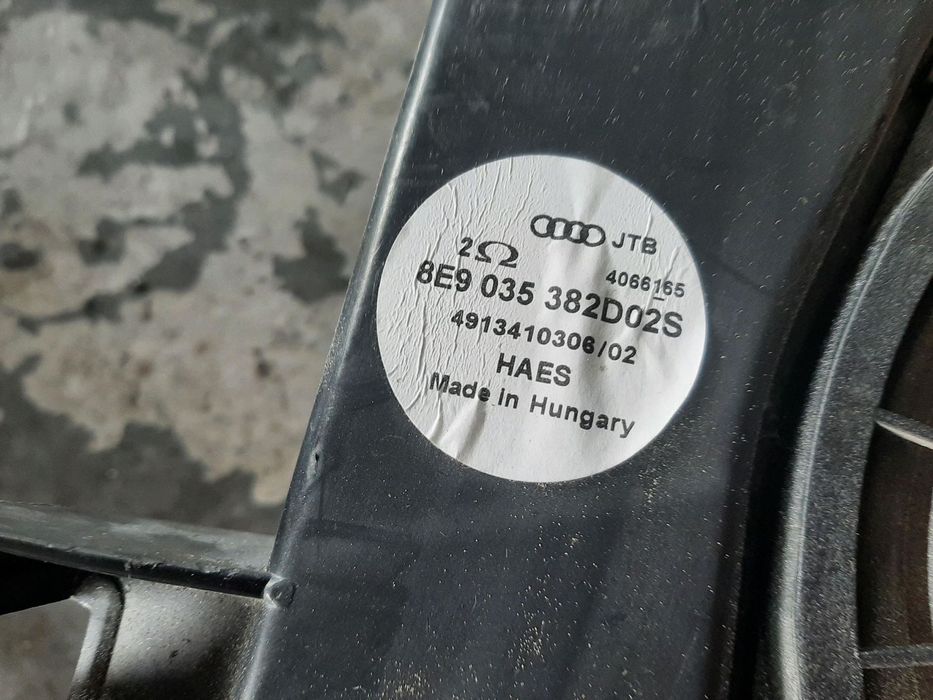 JTB
2Ω
4066165
8E9 035 382D02S
4913410306/02
HAES
Made in Hungary